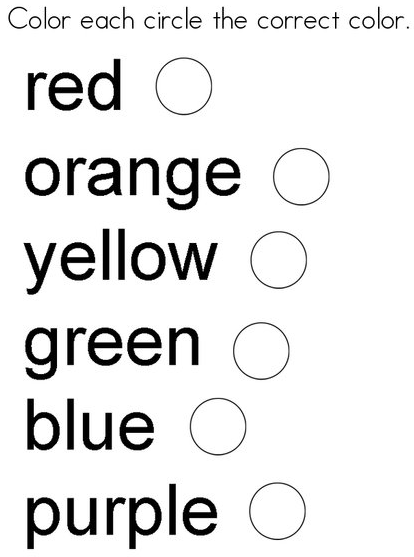 Color each circle the correct color.
red
orange
yellow
green
blue
purple